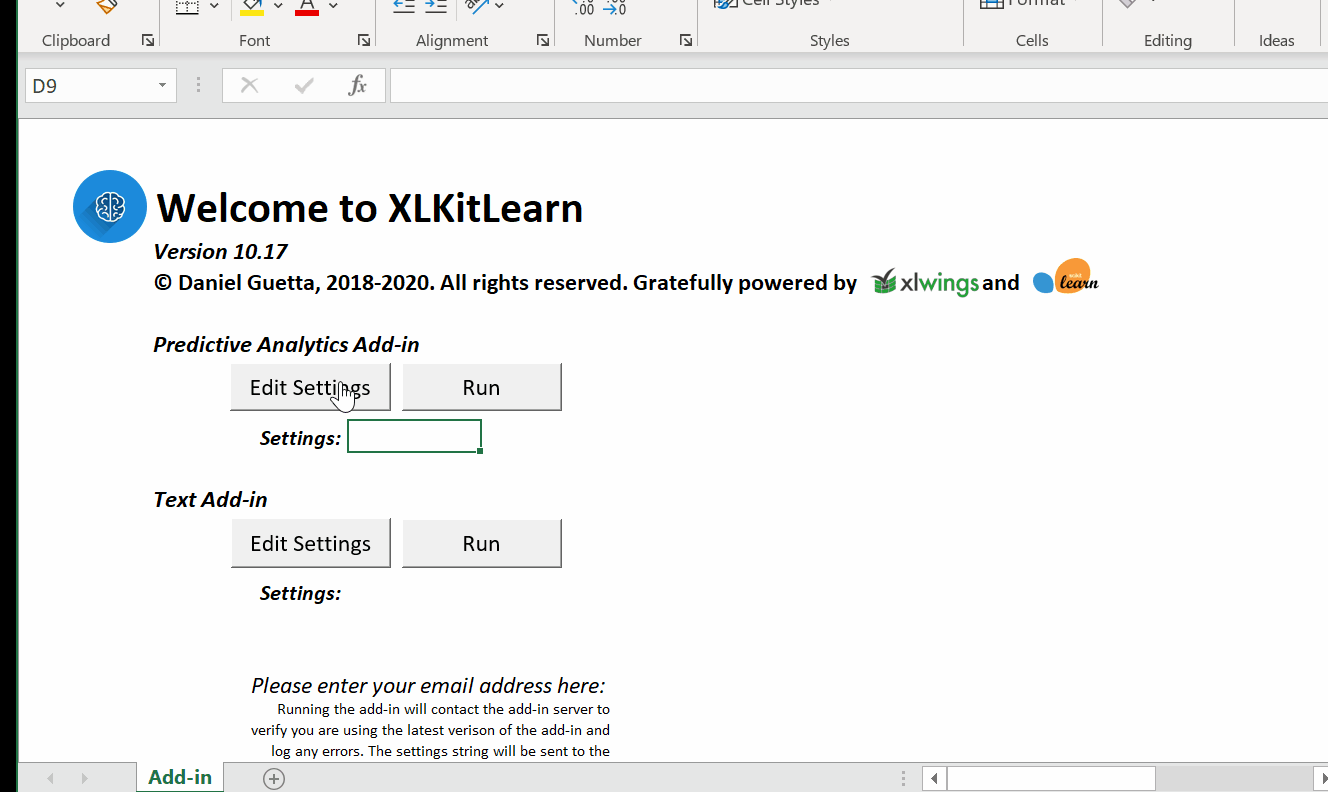 .00 .00 Cell Styles Format
Clipboard Font Alignment Number Styles Cells Editing Ideas
D9 fx
Welcome to XLKitLearn
Version 10.17
© Daniel Guetta, 2018-2020. All rights reserved. Gratefully powered by xlwings and learn
Predictive Analytics Add-in
Edit Settings Run
Settings:
Text Add-in
Edit Settings Run
Settings:
Please enter your email address here:
Running the add-in will contact the add-in server to
verify you are using the latest verison of the add-in and
log any errors. The settings string will be sent to the
Add-in